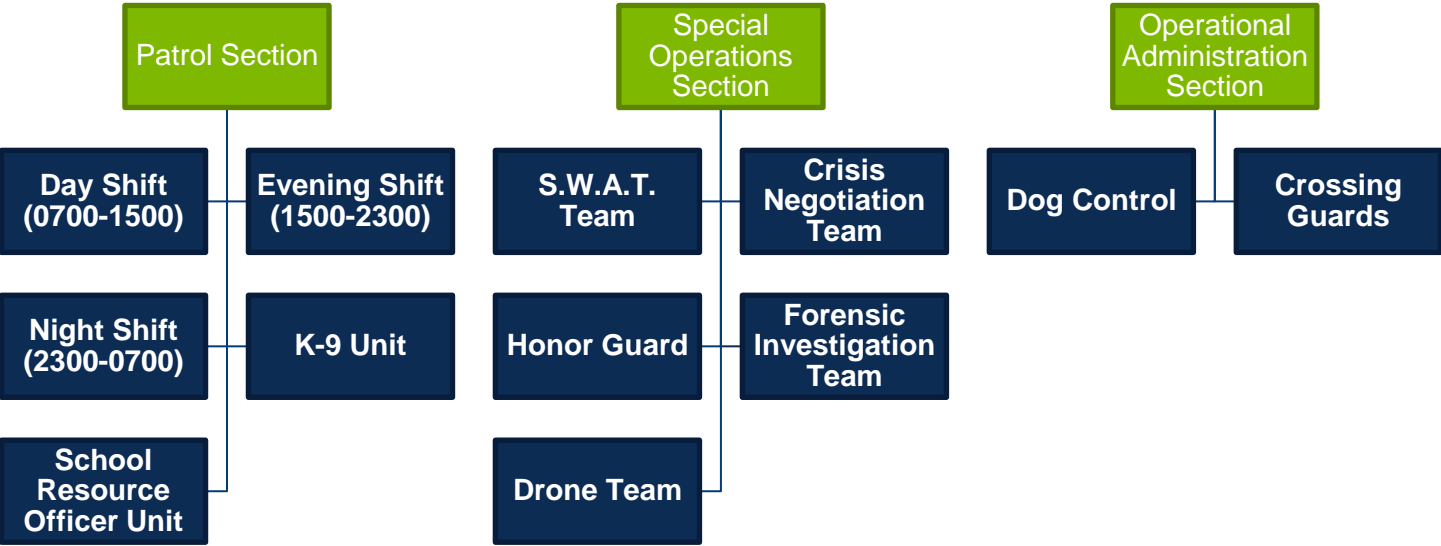 Patrol Section
Special
Operations
Section
Operational
Administration
Section
Day Shift
(0700-1500)
Evening Shift
(1500-2300)
S.W.A.T.
Team
Crisis
Negotiation
Team
Dog Control
Crossing
Guards
Night Shift
(2300-0700)
K-9 Unit
Honor Guard
Forensic
Investigation
Team
School
Resource
Officer Unit
Drone Team